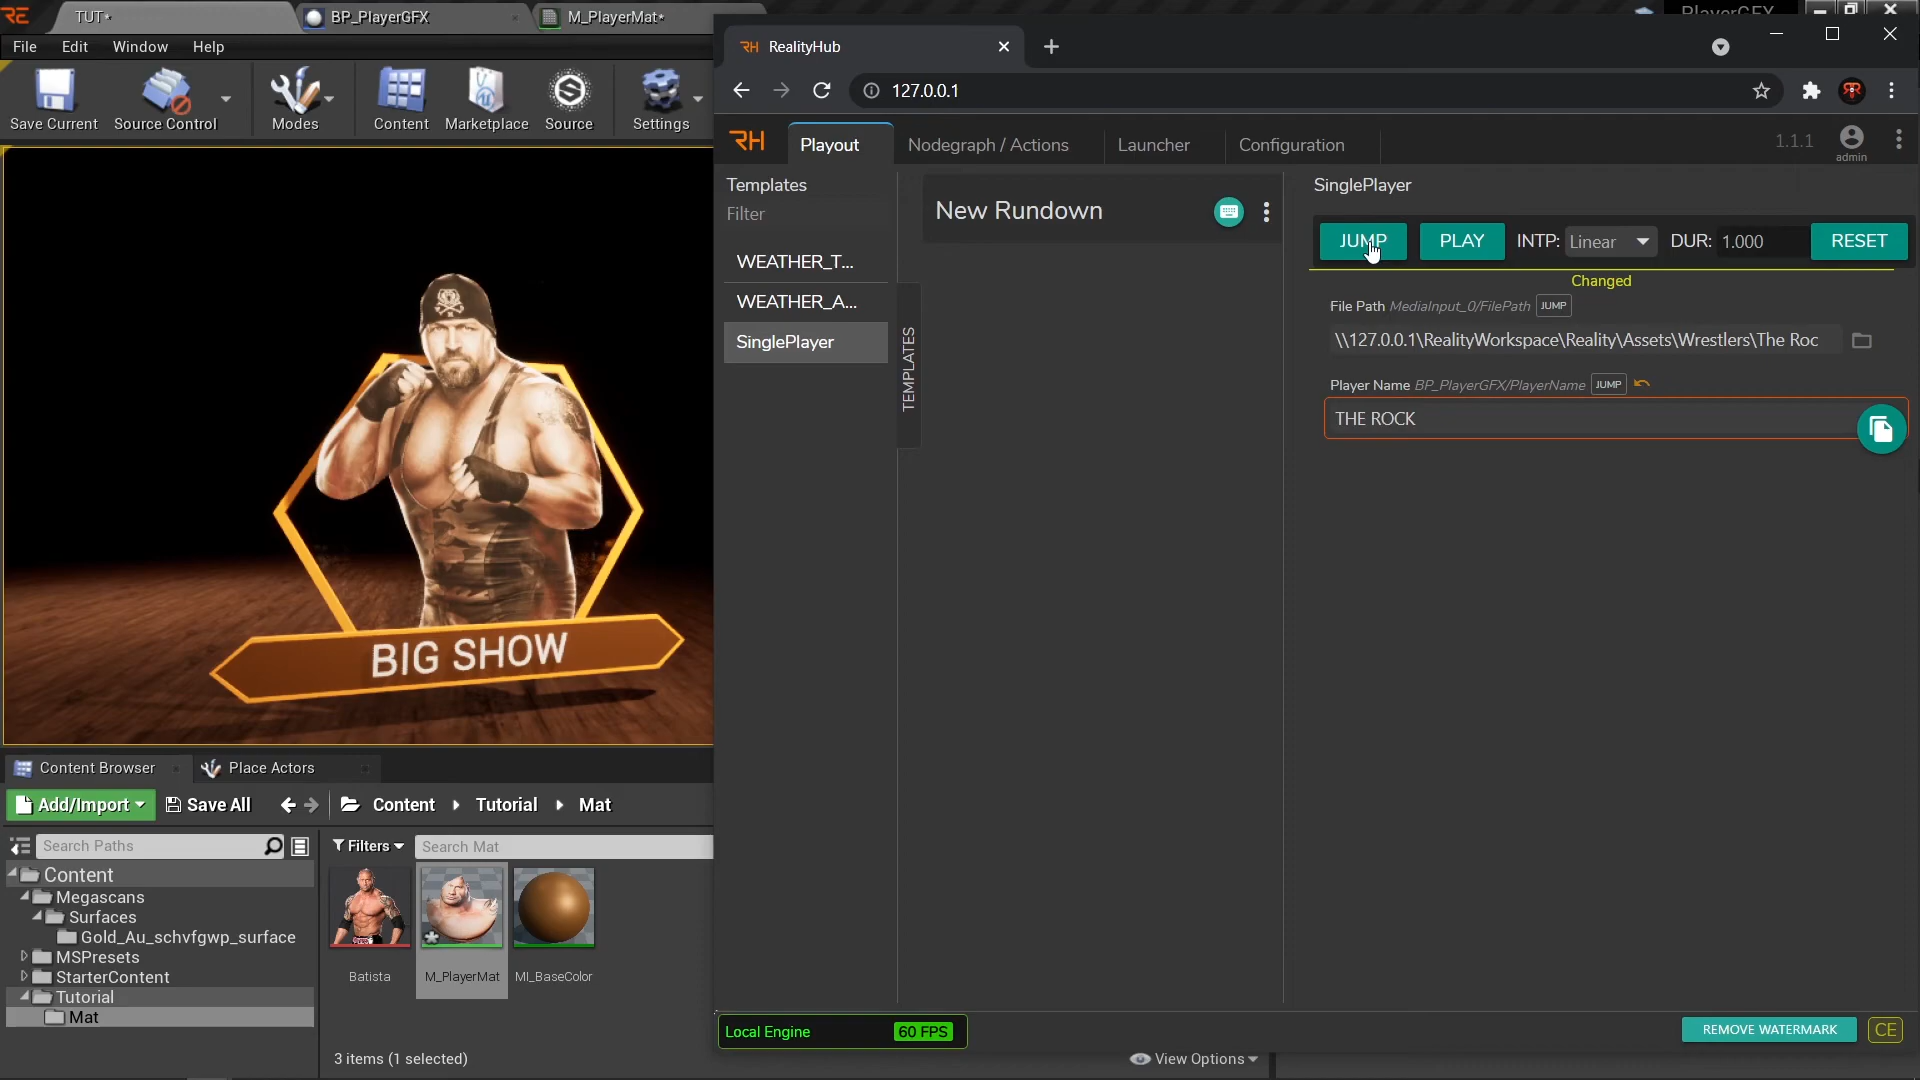 TUT*
BP_PlayerGFX
M_PlayerMat*
PlayerGFX
File
Edit
Window
Help
Save Current
Source Control
Modes
Content
Marketplace
Source
Settings
BIG SHOW
RH RealityHub
127.0.0.1
RH
Playout
Nodegraph / Actions
Launcher
Configuration
1.1.1
admin
Templates
Filter
WEATHER_T...
WEATHER_A...
SinglePlayer
TEMPLATES
New Rundown
SinglePlayer
JUMP
PLAY
INTP: Linear
DUR: 1.000
RESET
Changed
File Path MediaInput_0/FilePath JUMP
\\127.0.0.1\RealityWorkspace\Reality\Assets\Wrestlers\The Roc
Player Name BP_PlayerGFX/PlayerName JUMP
THE ROCK
Local Engine
60 FPS
REMOVE WATERMARK
CE
Content Browser
Place Actors
Add/Import
Save All
Content
Tutorial
Mat
Search Paths
Filters
Search Mat
Content
Megascans
Surfaces
Gold_Au_schvfgwp_surface
MSPresets
StarterContent
Tutorial
Mat
Batista
M_PlayerMat
MI_BaseColor
3 items (1 selected)
View Options